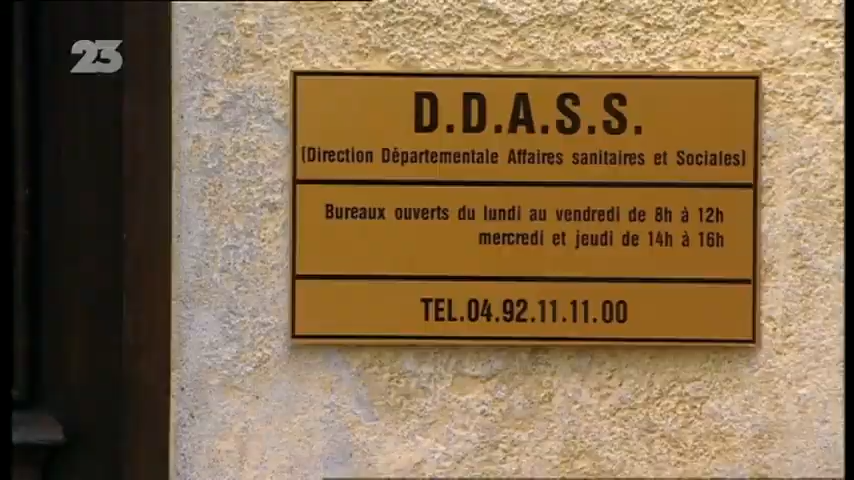 23
D.D.A.S.S.
(Direction Départementale Affaires sanitaires et Sociales)
Bureaux ouverts du lundi au vendredi de 8h à 12h
mercredi et jeudi de 14h à 16h
TEL.04.92.11.11.00